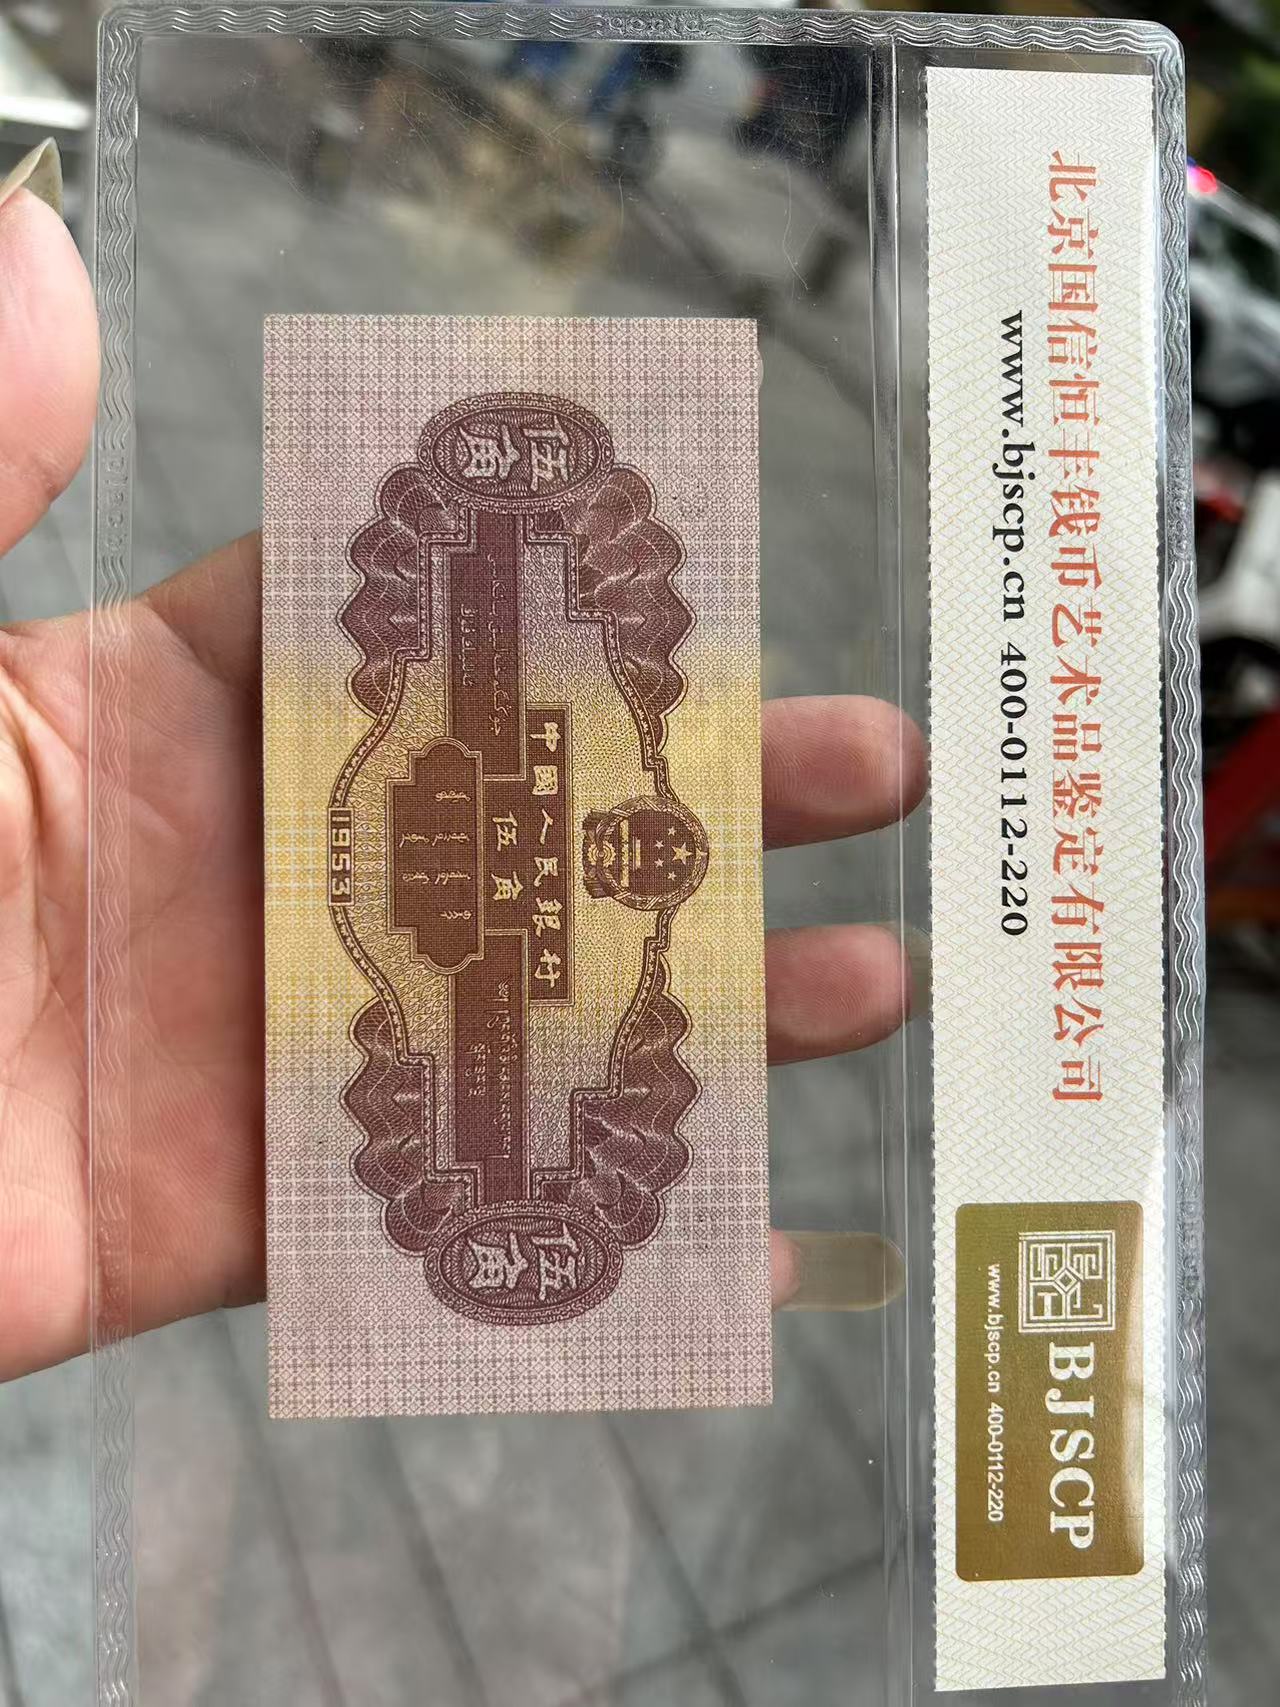 北京国信恒丰钱币艺术品鉴定有限公司
www.bjscp.cn 400-0112-220
BJSCP
www.bjscp.cn 400-0112-220
中國人民銀行
伍角
伍角
伍角
1953